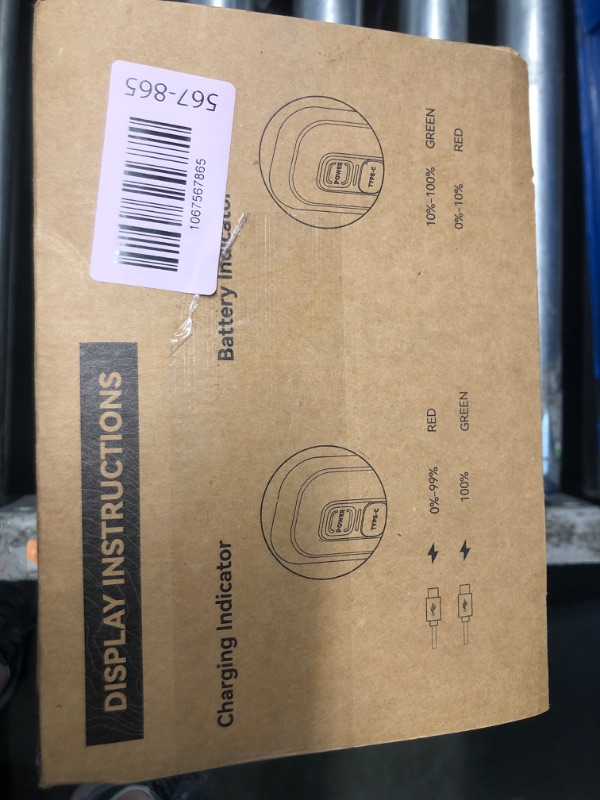 DISPLAY INSTRUCTIONS
Charging Indicator
POWER
TYPE-C
0%-99% RED
100% GREEN
Battery Indicator
POWER
TYPE-C
10%-100% GREEN
0%-10% RED
567-865
1067567865